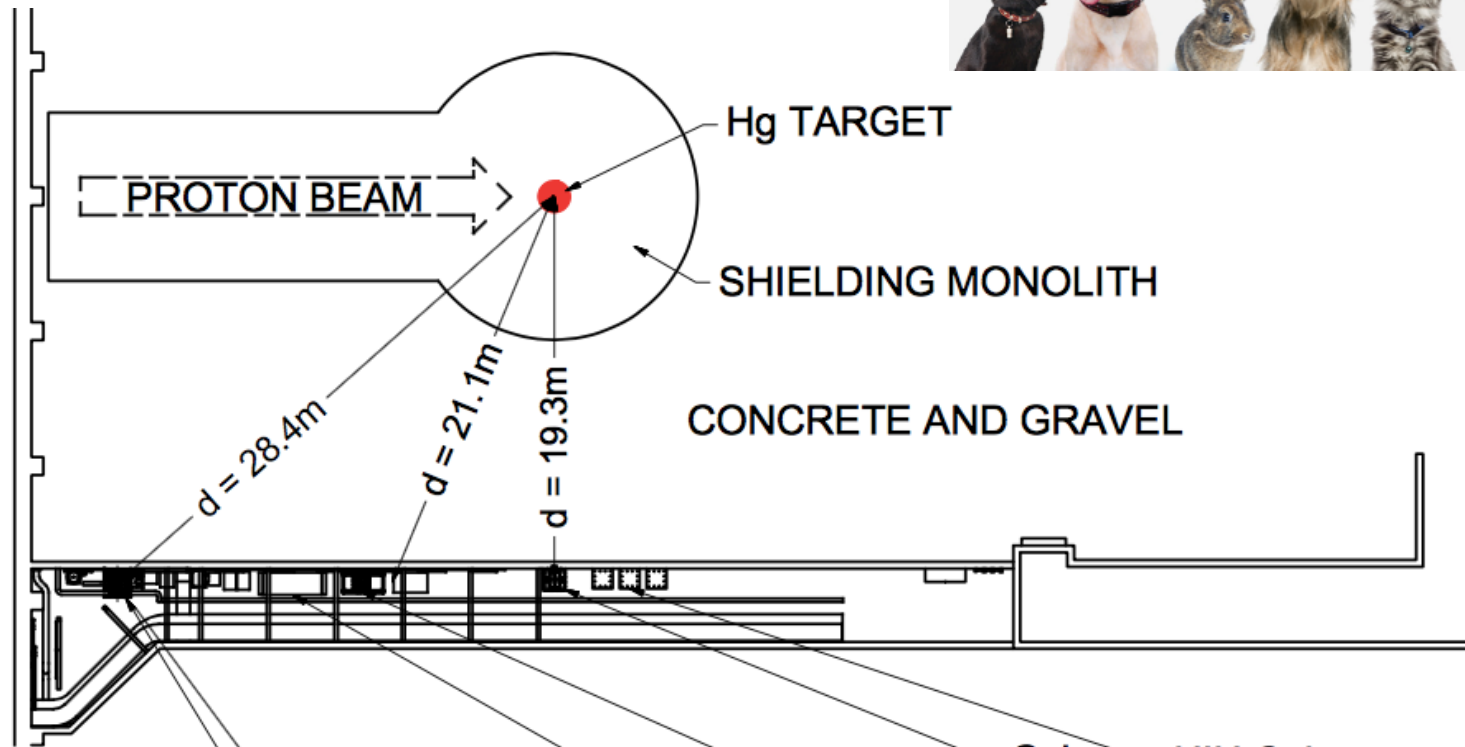 Hg TARGET
PROTON BEAM
SHIELDING MONOLITH
d = 28.4m
d = 21.1m
d = 19.3m
CONCRETE AND GRAVEL